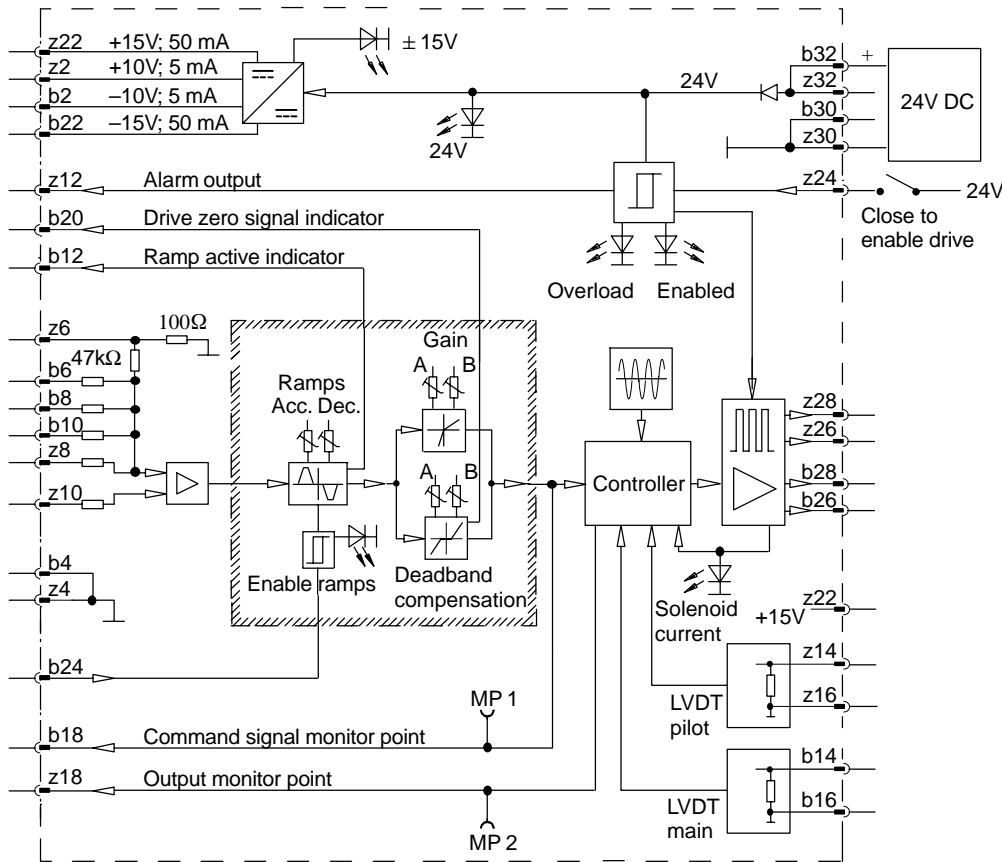 z22 +15V; 50 mA
± 15V
z2 +10V; 5 mA
b2 –10V; 5 mA
b22 –15V; 50 mA
24V
24V
b32 +
z32
b30
z30
24V DC
z12 Alarm output
z24
24V
Close to
enable drive
b20 Drive zero signal indicator
b12 Ramp active indicator
Overload
Enabled
z6
100Ω
47kΩ
b6
b8
b10
z8
z10
Gain
A B
Ramps
Acc. Dec.
A B
Enable ramps
Deadband
compensation
Controller
z28
z26
b28
b26
Solenoid
current
b4
z4
b24
z22
+15V
z14
z16
LVDT
pilot
MP 1
b18 Command signal monitor point
z18 Output monitor point
MP 2
b14
b16
LVDT
main